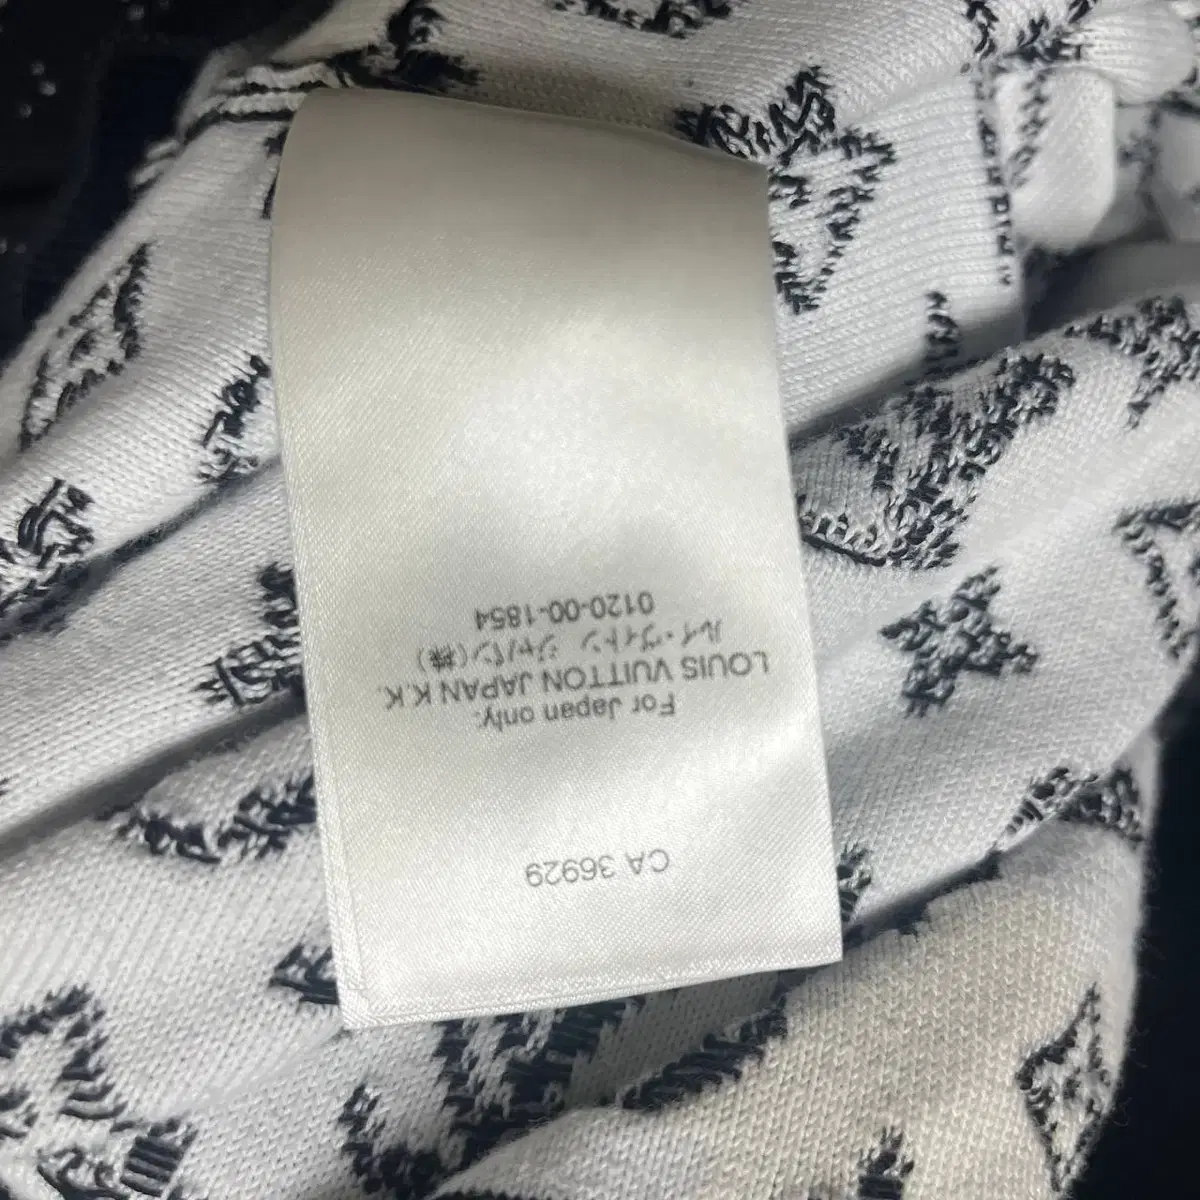 CA 36929
For Japan only.
LOUIS VUITTON JAPAN K.K.
ルイ・ヴィトン ジャパン(株)
0120-00-1854